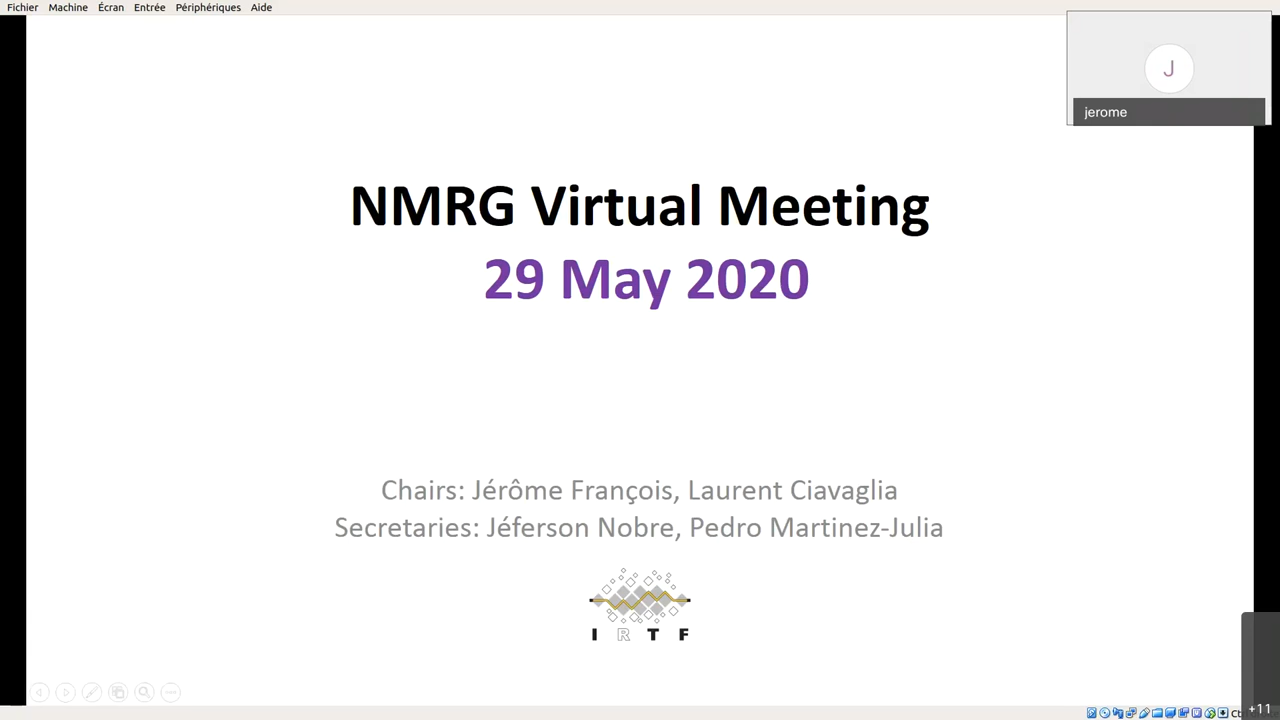 Fichier Machine Écran Entrée Périphériques Aide
J
jerome
NMRG Virtual Meeting
29 May 2020
Chairs: Jérôme François, Laurent Ciavaglia
Secretaries: Jéferson Nobre, Pedro Martinez-Julia
I R T F
+11